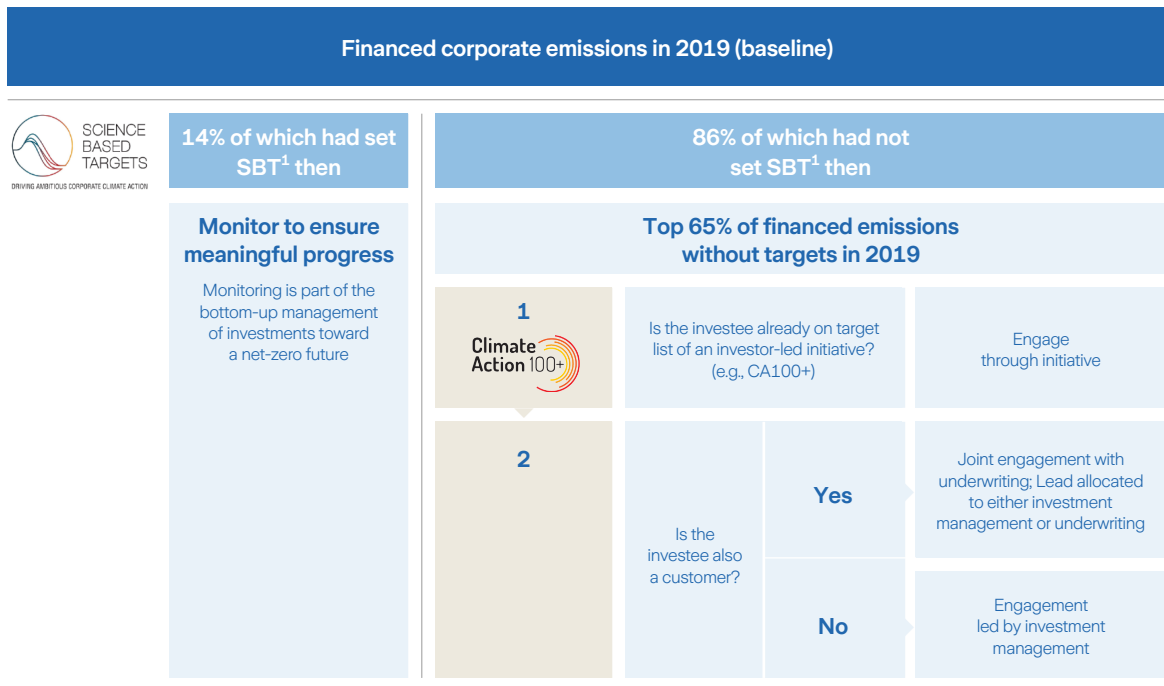 Financed corporate emissions in 2019 (baseline)
SCIENCE
BASED
TARGETS
DRIVING AMBITIOUS CORPORATE CLIMATE ACTION
14% of which had set
SBT¹ then
86% of which had not
set SBT¹ then
Monitor to ensure
meaningful progress
Monitoring is part of the
bottom-up management
of investments toward
a net-zero future
Top 65% of financed emissions
without targets in 2019
1
Climate
Action 100+
Is the investee already on target
list of an investor-led initiative?
(e.g., CA100+)
Engage
through initiative
2
Is the
investee also
a customer?
Yes
Joint engagement with
underwriting; Lead allocated
to either investment
management or underwriting
No
Engagement
led by investment
management